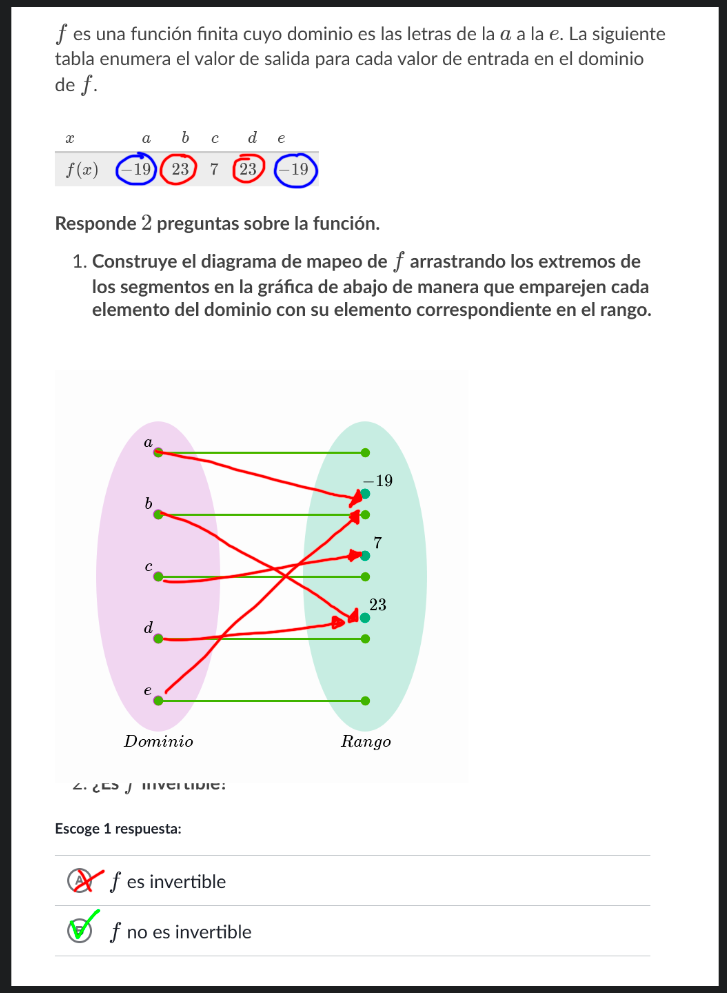 f es una función finita cuyo dominio es las letras de la a a la e. La siguiente
tabla enumera el valor de salida para cada valor de entrada en el dominio
de f.
x a b c d e
f(x) −19 23 7 23 −19
Responde 2 preguntas sobre la función.
1. Construye el diagrama de mapeo de f arrastrando los extremos de
los segmentos en la gráfica de abajo de manera que emparejen cada
elemento del dominio con su elemento correspondiente en el rango.
a
−19
b
7
c
23
d
e
Dominio Rango
2. ¿Es f invertible?
Escoge 1 respuesta:
A f es invertible
B f no es invertible